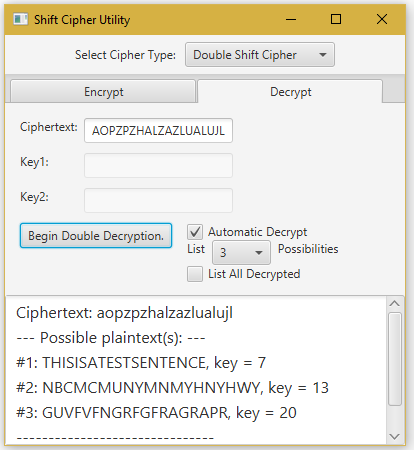 Shift Cipher Utility
Select Cipher Type: Double Shift Cipher
Encrypt Decrypt
Ciphertext: AOPZPZHALZAZLUALUJL
Key1:
Key2:
Begin Double Decryption.
Automatic Decrypt
List 3 Possibilities
List All Decrypted
Ciphertext: aopzpzhalzazlualujl
--- Possible plaintext(s): ---
#1: THISISATESTSENTENCE, key = 7
#2: NBCMCMUNYMNMYHNYHWY, key = 13
#3: GUVFVFNGRFGFRAGRAPR, key = 20
-------------------------------